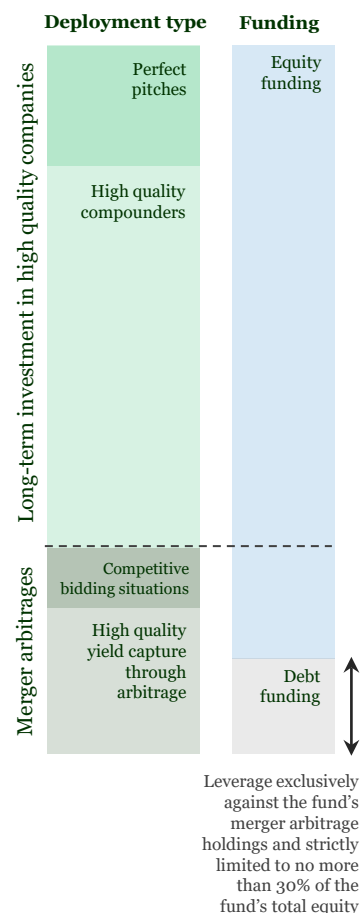 Deployment type
Funding
Long-term investment in high quality companies
Perfect
pitches
High quality
compounders
Equity
funding
Merger arbitrages
Competitive
bidding situations
High quality
yield capture
through
arbitrage
Debt
funding
Leverage exclusively
against the fund’s
merger arbitrage
holdings and strictly
limited to no more
than 30% of the
fund’s total equity